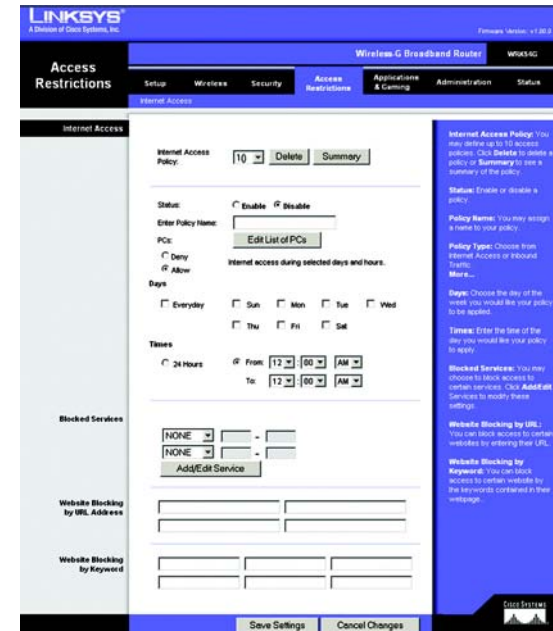 LINKSYS®
A Division of Cisco Systems, Inc.
Firmware Version: v1.20.0
Wireless-G Broadband Router
Access
Restrictions
Setup
Wireless
Security
Access
Restrictions
Applications
& Gaming
Administration
Status
Internet Access
Internet Access
Internet Access
Policy:
10
Delete
Summary
Status:
Enable
Disable
Enter Policy Name:
PCs:
Edit List of PCs
Deny
Allow
Internet access during selected days and hours.
Days
Everyday
Sun
Mon
Tue
Wed
Thu
Fri
Sat
Times
24 Hours
From:
12
:
00
AM
To:
12
:
00
AM
Blocked Services
NONE
-
NONE
-
Add/Edit Service
Website Blocking
by URL Address
Website Blocking
by Keyword
Save Settings
Cancel Changes
Internet Access Policy: You
may define up to 10 access
policies. Click Delete to delete a
policy or Summary to see a
summary of the policy.
Status: Enable or disable a
policy.
Policy Name: You may assign
a name to your policy.
Policy Type: Choose from
Internet Access or Inbound
Traffic.
More...
Days: Choose the day of the
week you would like your policy
to be applied.
Times: Enter the time of the
day you would like your policy
to apply.
Blocked Services: You may
choose to block access to
certain services. Click Add/Edit
Services to modify these
settings.
Website Blocking by URL:
You can block access to certain
websites by entering their URL.
Website Blocking by
Keyword: You can block
access to certain website by
the keywords contained in their
webpage.
CISCO SYSTEMS